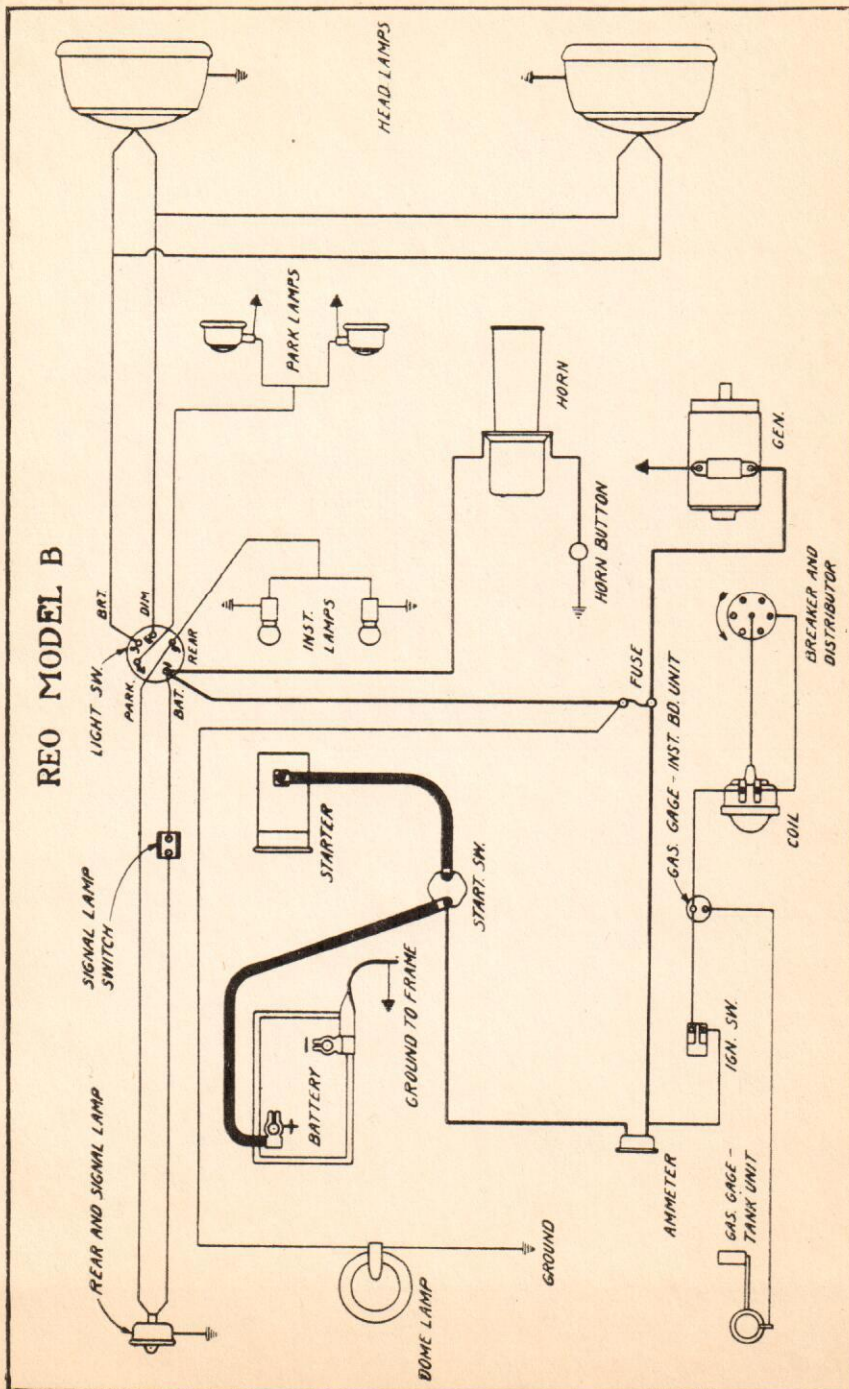 REO MODEL B
REAR AND SIGNAL LAMP
SIGNAL LAMP
SWITCH
LIGHT SW.
BRT.
DIM
PARK.
BAT.
REAR
HEAD LAMPS
PARK LAMPS
INST.
LAMPS
HORN
HORN BUTTON
STARTER
START. SW.
BATTERY
+
−
GROUND TO FRAME
DOME LAMP
GROUND
FUSE
GEN.
AMMETER
IGN. SW.
GAS. GAGE - INST. BD. UNIT
COIL
BREAKER AND
DISTRIBUTOR
GAS. GAGE -
TANK UNIT